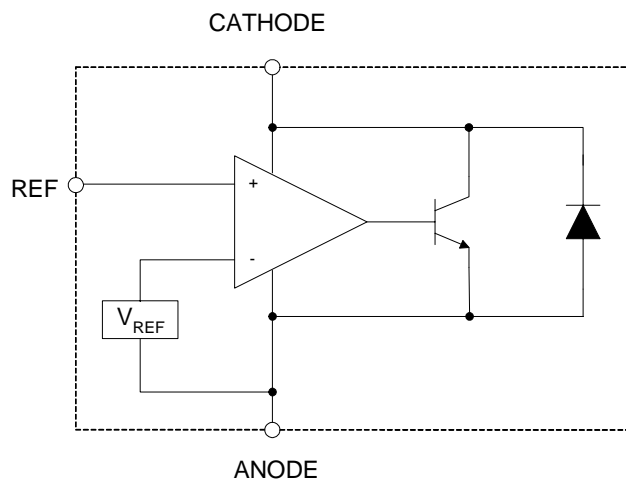 CATHODE
REF
+
-
VREF
ANODE